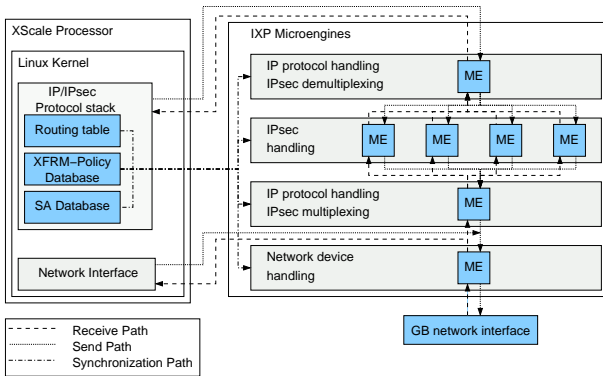 XScale Processor
Linux Kernel
IP/IPsec
Protocol stack
Routing table
XFRM−Policy
Database
SA Database
Network Interface
IXP Microengines
IP protocol handling
IPsec demultiplexing
ME
IPsec
handling
ME
ME
ME
ME
IP protocol handling
IPsec multiplexing
ME
Network device
handling
ME
GB network interface
Receive Path
Send Path
Synchronization Path